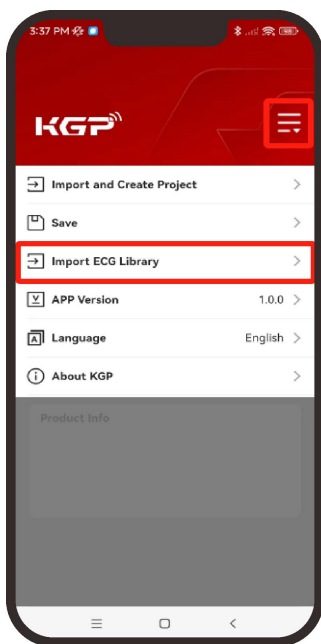 3:37 PM
KGP
Import and Create Project
Save
Import ECG Library
APP Version 1.0.0
Language English
About KGP
Product Info